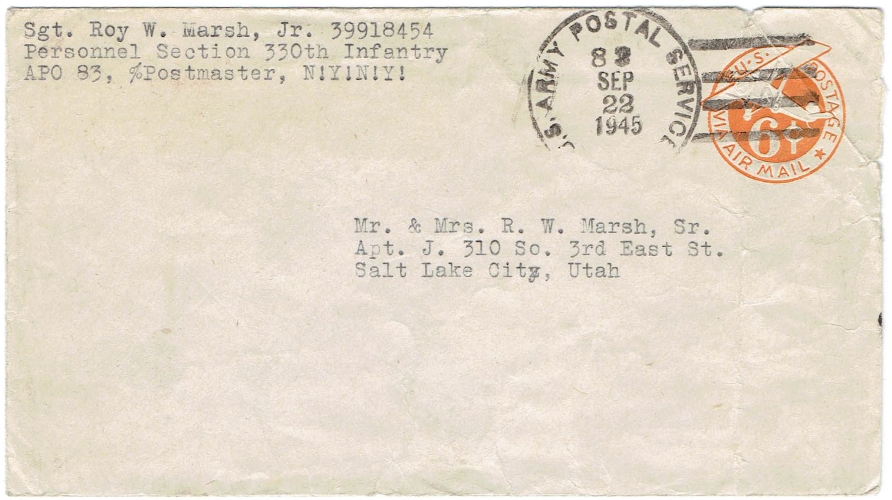 Sgt. Roy W. Marsh, Jr. 39918454
Personnel Section 330th Infantry
APO 83, %Postmaster, N!Y!N!Y!
U.S. ARMY POSTAL SERVICE
83
SEP
22
1945
U.S. POSTAGE
6¢
VIA AIR MAIL
Mr. & Mrs. R. W. Marsh, Sr.
Apt. J. 310 So. 3rd East St.
Salt Lake City, Utah